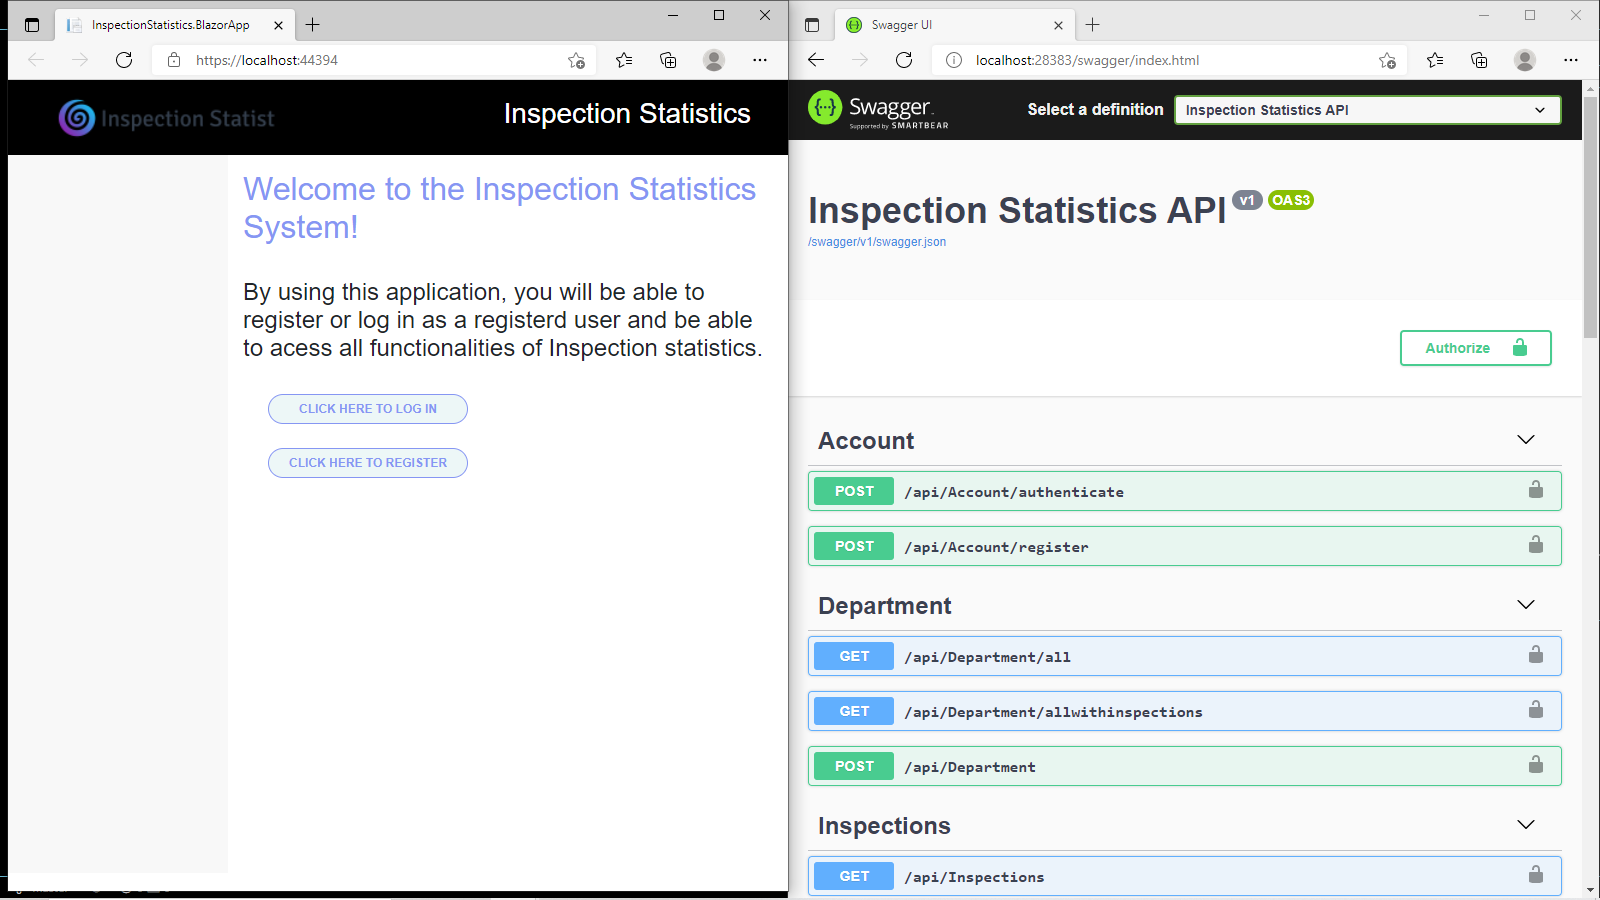 InspectionStatistics.BlazorApp
https://localhost:44394
Inspection Statist
Inspection Statistics
Welcome to the Inspection Statistics
System!
By using this application, you will be able to
register or log in as a registerd user and be able
to acess all functionalities of Inspection statistics.
CLICK HERE TO LOG IN
CLICK HERE TO REGISTER
Swagger UI
localhost:28383/swagger/index.html
Swagger
Supported by SMARTBEAR
Select a definition
Inspection Statistics API
Inspection Statistics API v1 OAS3
/swagger/v1/swagger.json
Authorize
Account
POST /api/Account/authenticate
POST /api/Account/register
Department
GET /api/Department/all
GET /api/Department/allwithinspections
POST /api/Department
Inspections
GET /api/Inspections